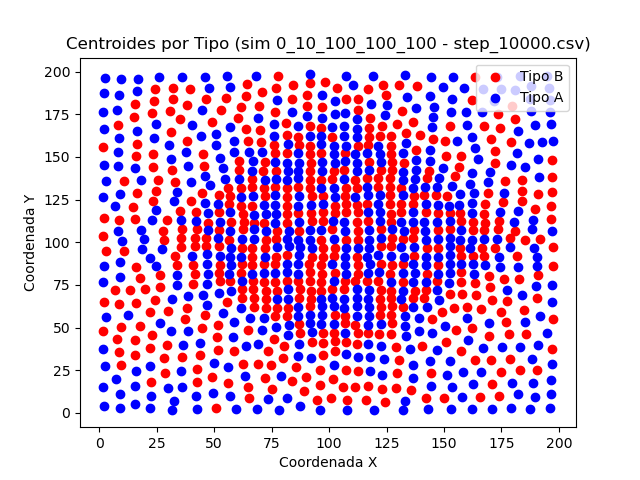 Centroides por Tipo (sim 0_10_100_100_100 - step_10000.csv)
Tipo B
Tipo A
200
175
150
125
100
75
50
25
0
Coordenada Y
0 25 50 75 100 125 150 175 200
Coordenada X